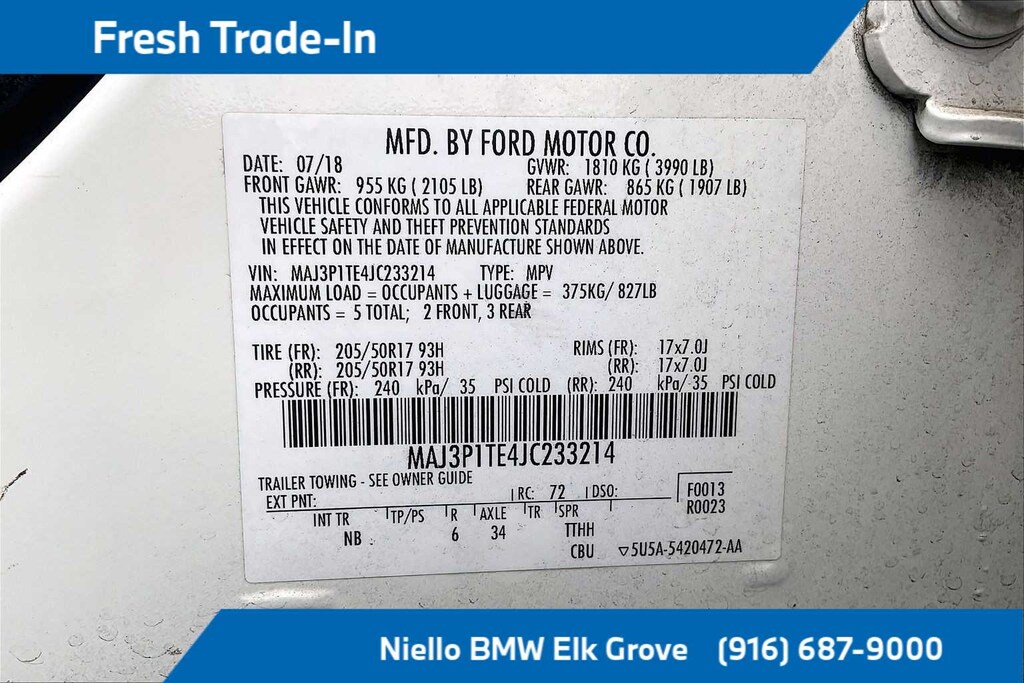 Fresh Trade-In
MFD. BY FORD MOTOR CO.
DATE: 07/18 GVWR: 1810 KG ( 3990 LB)
FRONT GAWR: 955 KG ( 2105 LB) REAR GAWR: 865 KG ( 1907 LB)
THIS VEHICLE CONFORMS TO ALL APPLICABLE FEDERAL MOTOR
VEHICLE SAFETY AND THEFT PREVENTION STANDARDS
IN EFFECT ON THE DATE OF MANUFACTURE SHOWN ABOVE.
VIN: MAJ3P1TE4JC233214 TYPE: MPV
MAXIMUM LOAD = OCCUPANTS + LUGGAGE = 375KG/ 827LB
OCCUPANTS = 5 TOTAL; 2 FRONT, 3 REAR
TIRE (FR): 205/50R17 93H RIMS (FR): 17x7.0J
(RR): 205/50R17 93H (RR): 17x7.0J
PRESSURE (FR): 240 kPa/ 35 PSI COLD (RR): 240 kPa/ 35 PSI COLD
MAJ3P1TE4JC233214
TRAILER TOWING - SEE OWNER GUIDE
EXT PNT: RC: 72 DSO: F0013
R0023
INT TR TP/PS R AXLE TR SPR
NB 6 34 TTHH
CBU ▽5U5A-5420472-AA
Niello BMW Elk Grove (916) 687-9000